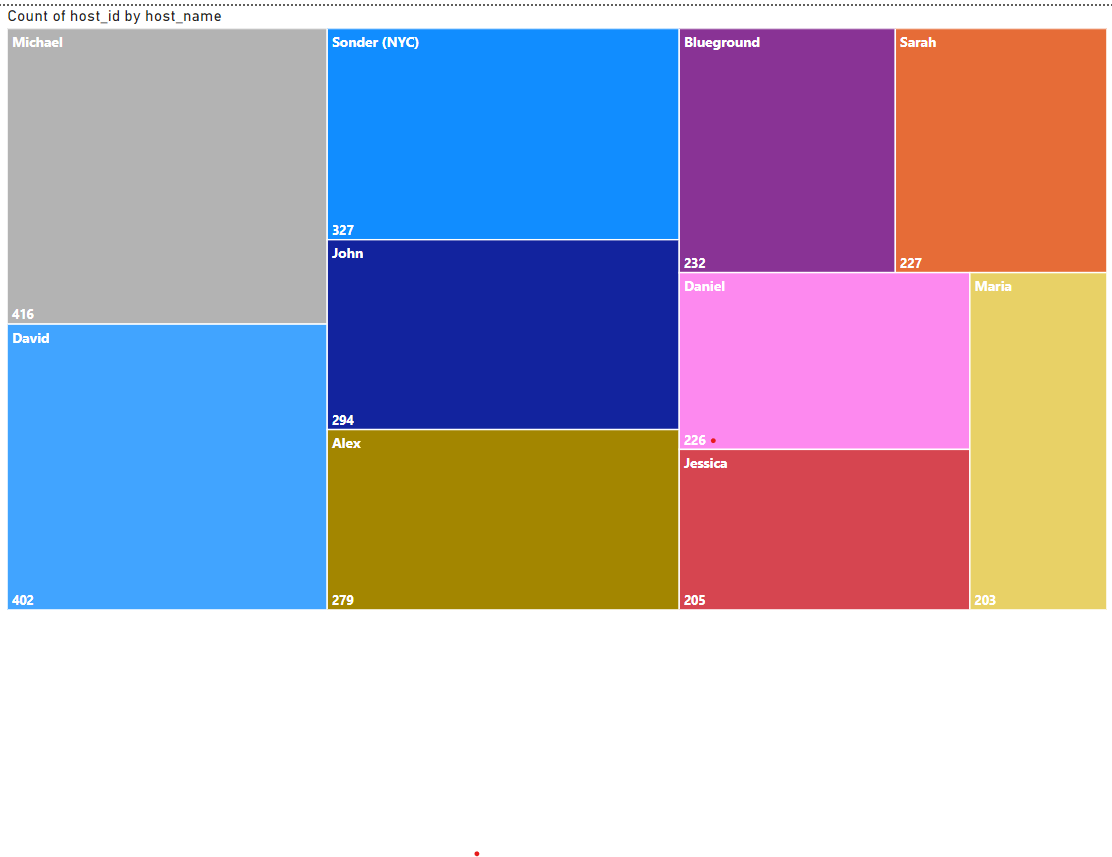 Count of host_id by host_name
Michael
416
David
402
Sonder (NYC)
327
John
294
Alex
279
Blueground
232
Sarah
227
Daniel
226
Jessica
205
Maria
203